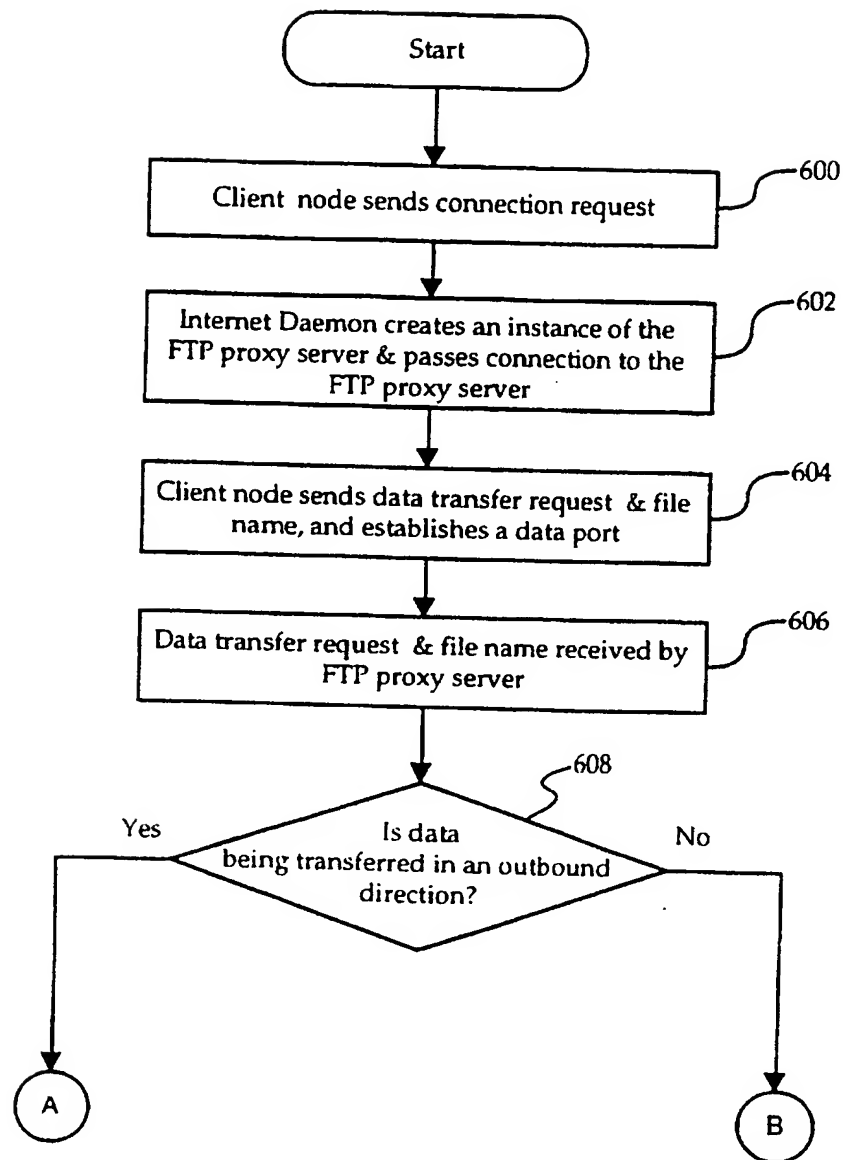 Start
600
Client node sends connection request
602
Internet Daemon creates an instance of the
FTP proxy server & passes connection to the
FTP proxy server
604
Client node sends data transfer request & file
name, and establishes a data port
606
Data transfer request & file name received by
FTP proxy server
608
Yes
Is data
No
being transferred in an outbound
direction?
A
B